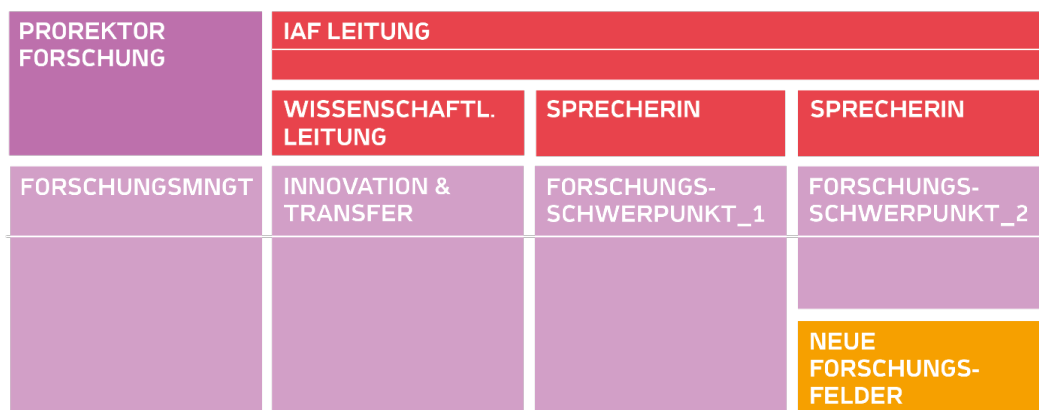 PROREKTOR
FORSCHUNG
IAF LEITUNG
WISSENSCHAFTL.
LEITUNG
SPRECHERIN
SPRECHERIN
FORSCHUNGSMNGT
INNOVATION &
TRANSFER
FORSCHUNGS-
SCHWERPUNKT_1
FORSCHUNGS-
SCHWERPUNKT_2
NEUE
FORSCHUNGS-
FELDER